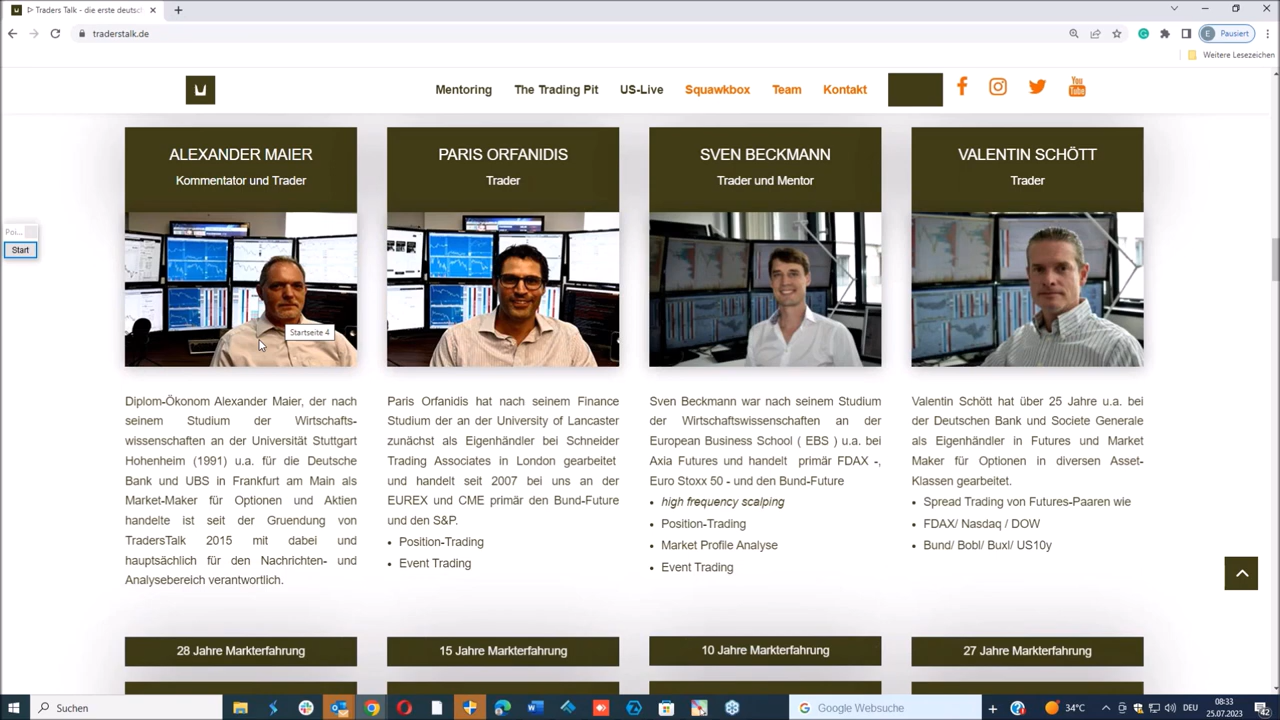 Traders Talk - die erste deutsc
traderstalk.de
E
Pausiert
Weitere Lesezeichen
Mentoring
The Trading Pit
US-Live
Squawkbox
Team
Kontakt
You
Tube
Poi...
Start
ALEXANDER MAIER
Kommentator und Trader
Startseite 4
Diplom-Ökonom Alexander Maier, der nach
seinem Studium der Wirtschafts-
wissenschaften an der Universität Stuttgart
Hohenheim (1991) u.a. für die Deutsche
Bank und UBS in Frankfurt am Main als
Market-Maker für Optionen und Aktien
handelte ist seit der Gruendung von
TradersTalk 2015 mit dabei und
hauptsächlich für den Nachrichten- und
Analysebereich verantwortlich.
28 Jahre Markterfahrung
PARIS ORFANIDIS
Trader
Paris Orfanidis hat nach seinem Finance
Studium der an der University of Lancaster
zunächst als Eigenhändler bei Schneider
Trading Associates in London gearbeitet
und handelt seit 2007 bei uns an der
EUREX und CME primär den Bund-Future
und den S&P.
• Position-Trading
• Event Trading
15 Jahre Markterfahrung
SVEN BECKMANN
Trader und Mentor
Sven Beckmann war nach seinem Studium
der Wirtschaftswissenschaften an der
European Business School ( EBS ) u.a. bei
Axia Futures und handelt primär FDAX -,
Euro Stoxx 50 - und den Bund-Future
• high frequency scalping
• Position-Trading
• Market Profile Analyse
• Event Trading
10 Jahre Markterfahrung
VALENTIN SCHÖTT
Trader
Valentin Schött hat über 25 Jahre u.a. bei
der Deutschen Bank und Societe Generale
als Eigenhändler in Futures und Market
Maker für Optionen in diversen Asset-
Klassen gearbeitet.
• Spread Trading von Futures-Paaren wie
• FDAX/ Nasdaq / DOW
• Bund/ Bobl/ Buxl/ US10y
27 Jahre Markterfahrung
Suchen
Google Websuche
34°C
DEU
08:33
25.07.2023
42